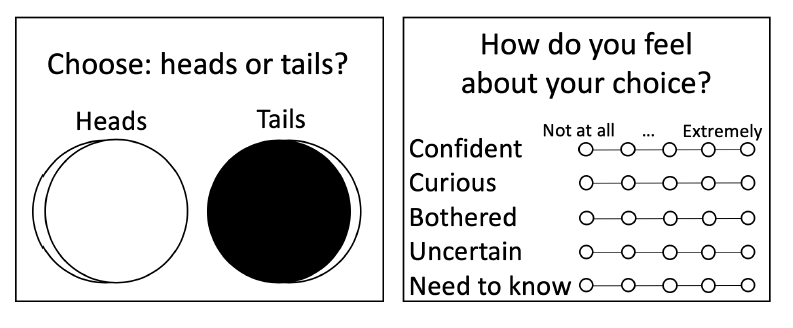 Choose: heads or tails?
Heads
Tails
How do you feel
about your choice?
Not at all ... Extremely
Confident
Curious
Bothered
Uncertain
Need to know